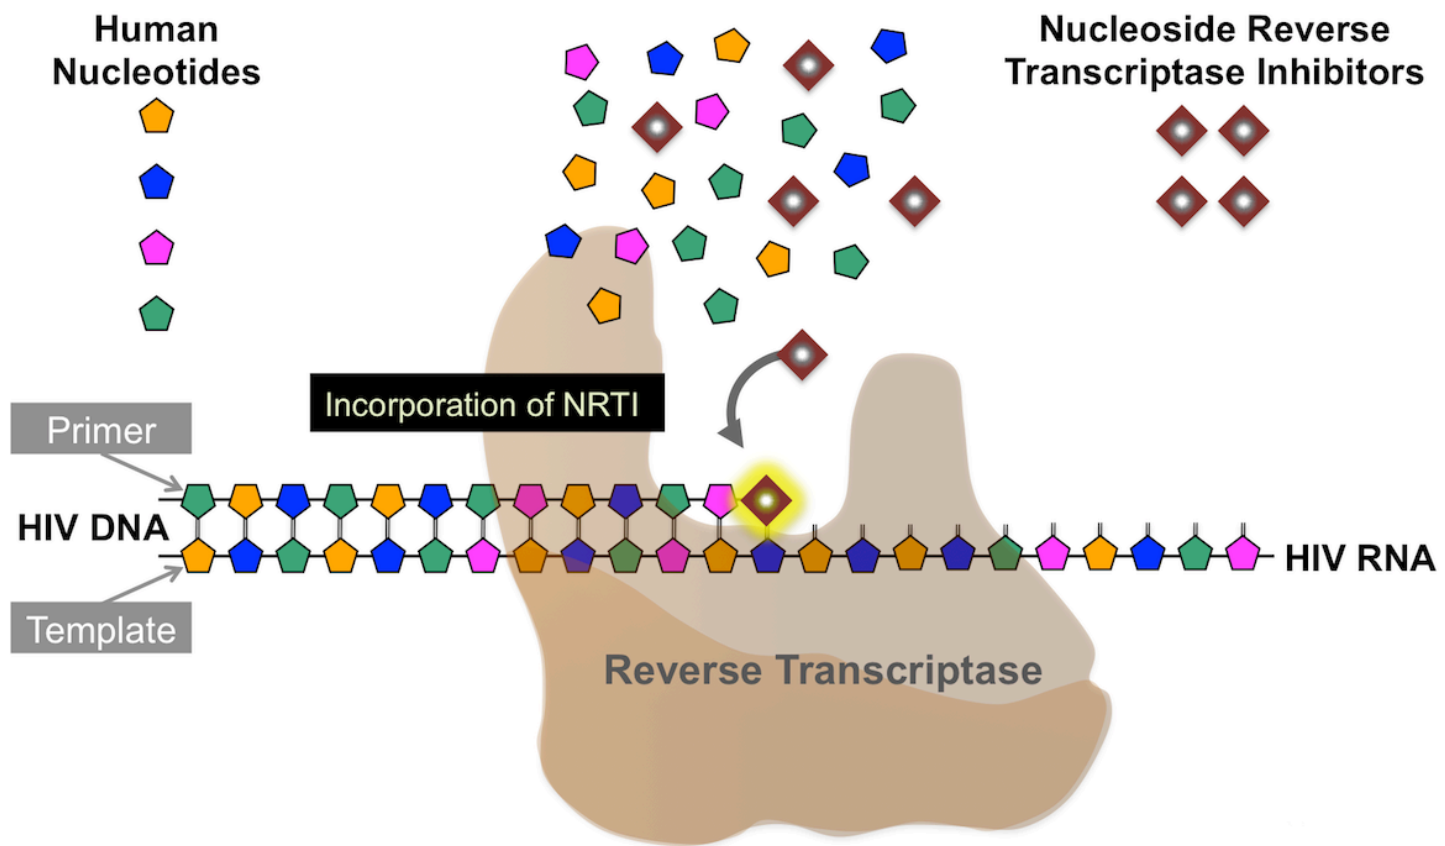 Human
Nucleotides
Nucleoside Reverse
Transcriptase Inhibitors
Incorporation of NRTI
Primer
HIV DNA
HIV RNA
Template
Reverse Transcriptase